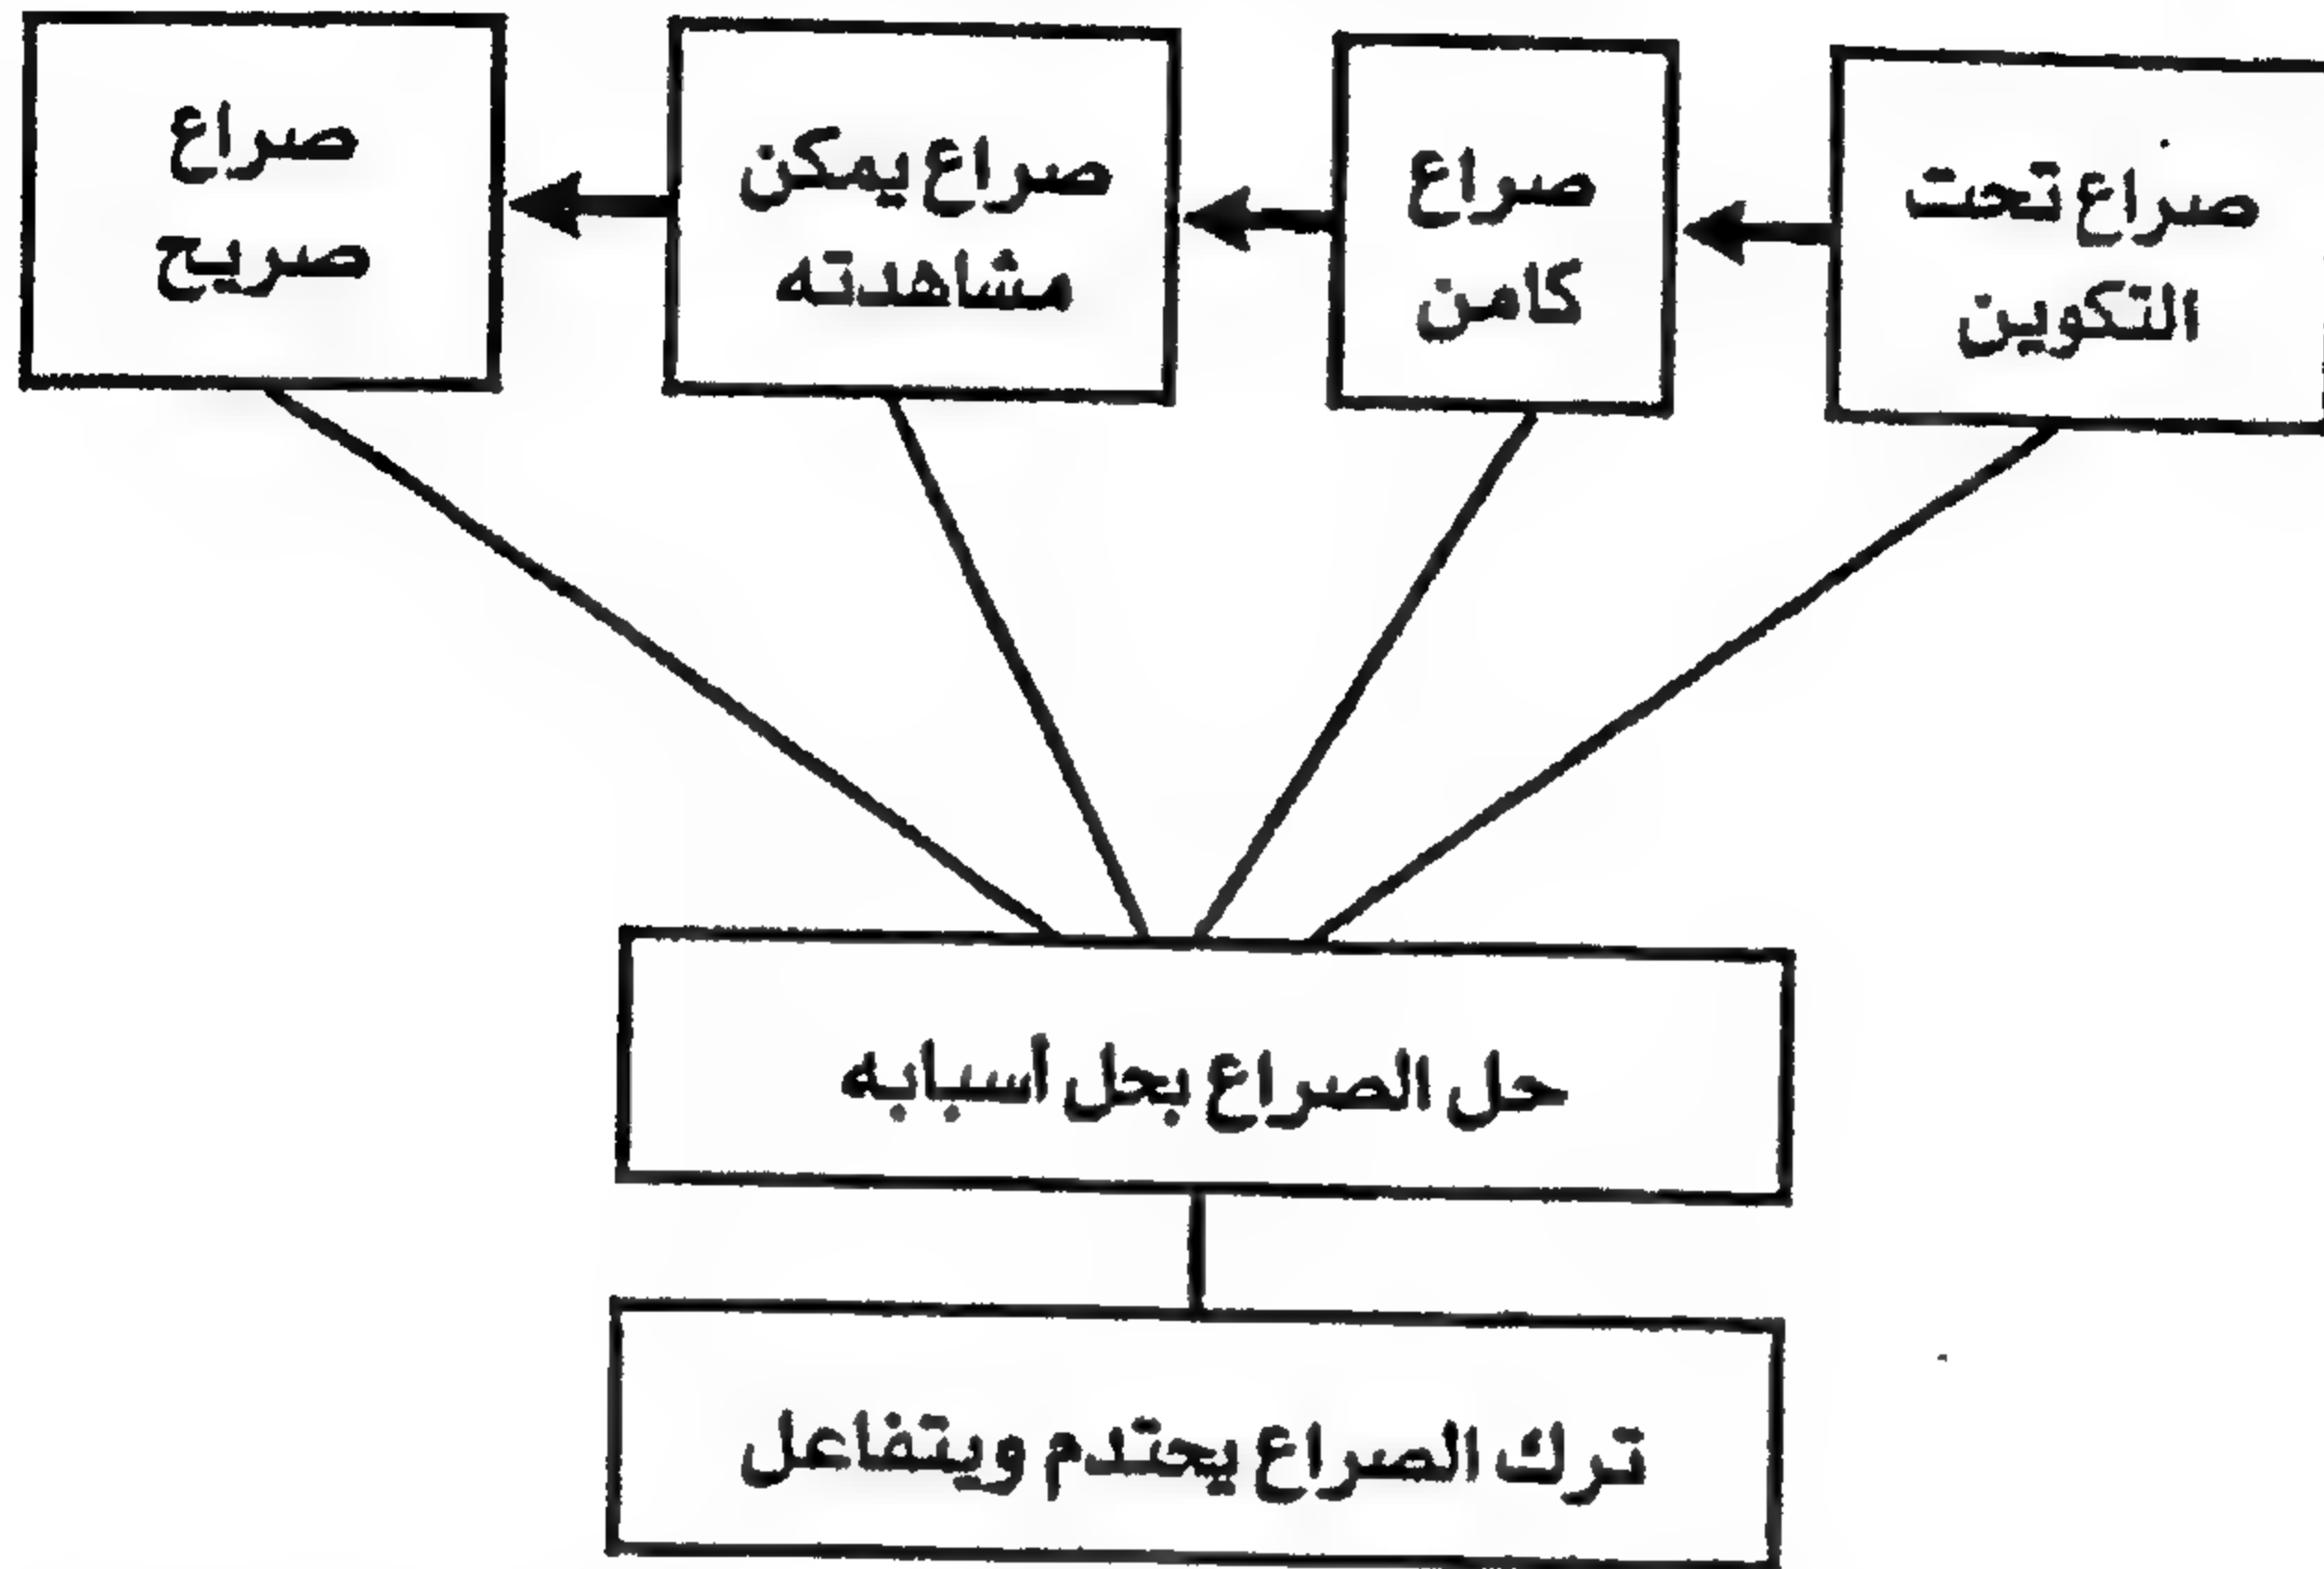 صراع تحت
التكوين
صراع
كامن
صراع يمكن
مشاهدته
صراع
صريح
حل الصراع بحل أسبابه
ترك الصراع يحتدم ويتفاعل